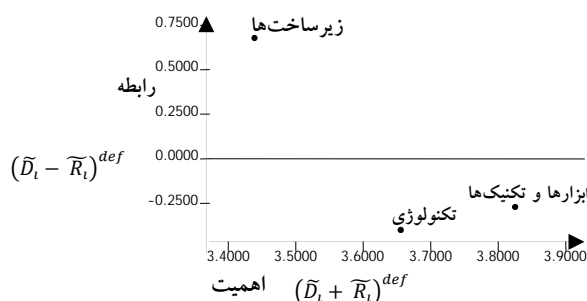 0.7500
زیرساخت‌ها
0.5000
رابطه
0.2500
0.0000
(D̃ᵢ − R̃ᵢ)ᵈᵉᶠ
-0.2500
ابزارها و تکنیک‌ها
تکنولوژی
3.4000 3.5000 3.6000 3.7000 3.8000 3.9000
اهمیت (D̃ᵢ + R̃ᵢ)ᵈᵉᶠ